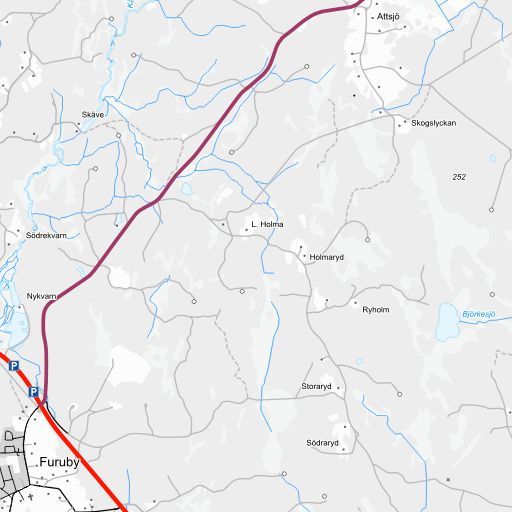 Attsjö
Skäve
Skogslyckan
252
L. Holma
Södrekvarn
Holmaryd
Nykvarn
Ryholm
Björkesjö
P
P
Storaryd
Södraryd
Furuby